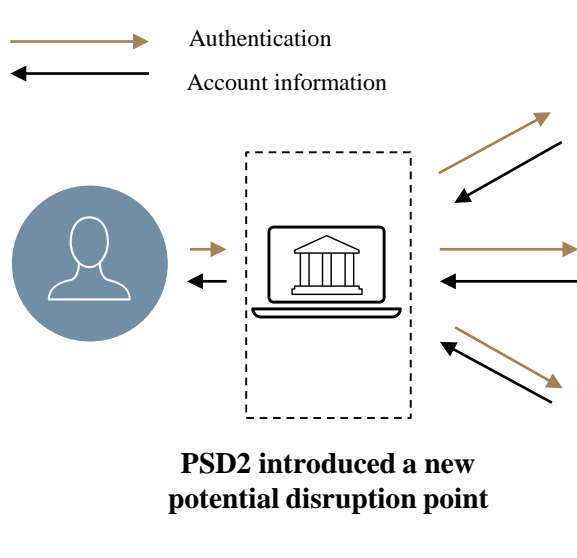 Authentication
Account information
PSD2 introduced a new
potential disruption point